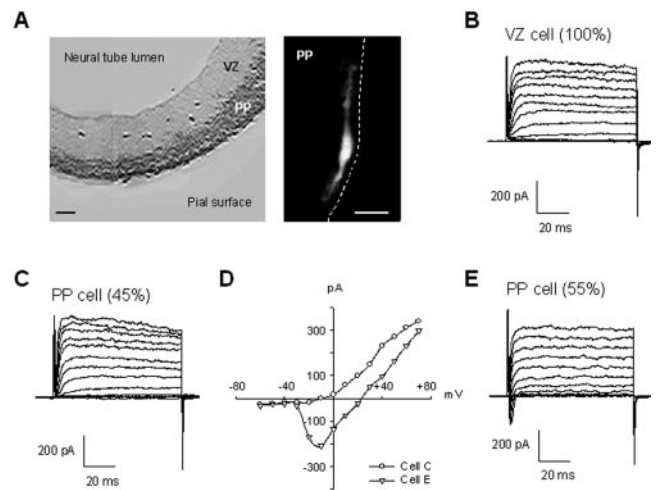 A
Neural tube lumen
VZ
PP
Pial surface
PP
B
VZ cell (100%)
200 pA
20 ms
C
PP cell (45%)
200 pA
20 ms
D
pA
300
100
-80
-40
+40
+80
mV
-100
-300
Cell C
Cell E
E
PP cell (55%)
200 pA
20 ms